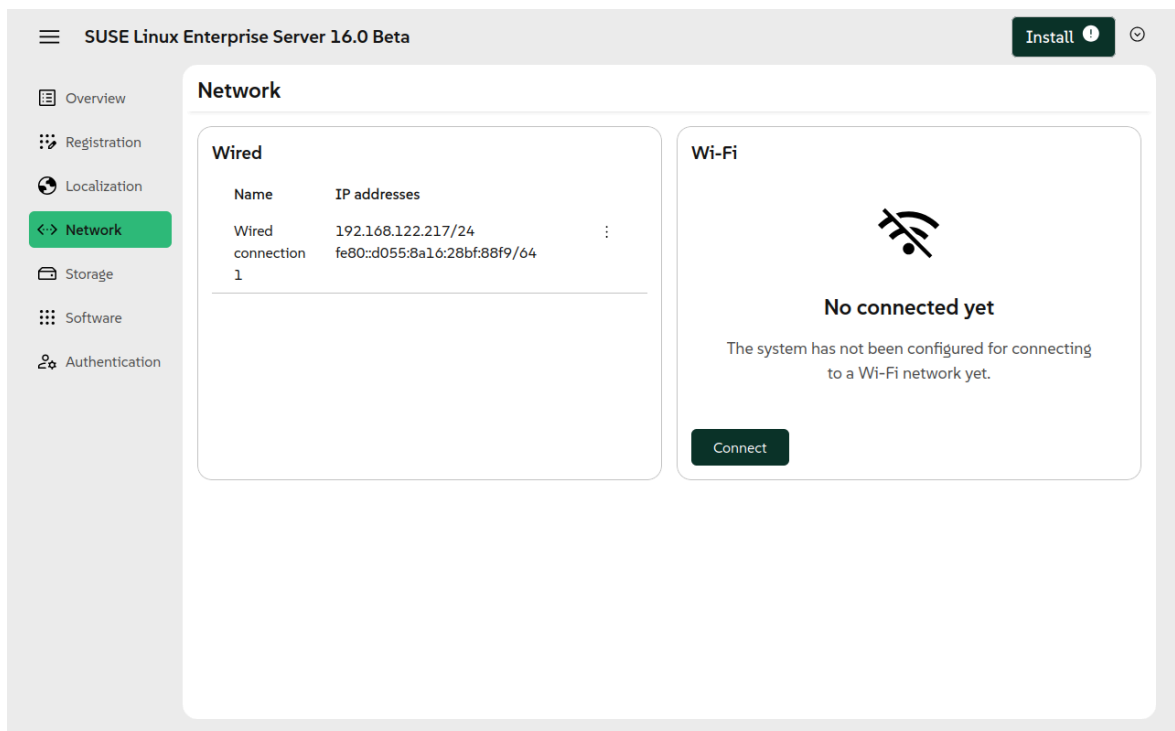 SUSE Linux Enterprise Server 16.0 Beta
Install
Overview
Registration
Localization
Network
Storage
Software
Authentication
Network
Wired
Name IP addresses
Wired 192.168.122.217/24
connection fe80::d055:8a16:28bf:88f9/64
1
Wi-Fi
No connected yet
The system has not been configured for connecting
to a Wi-Fi network yet.
Connect